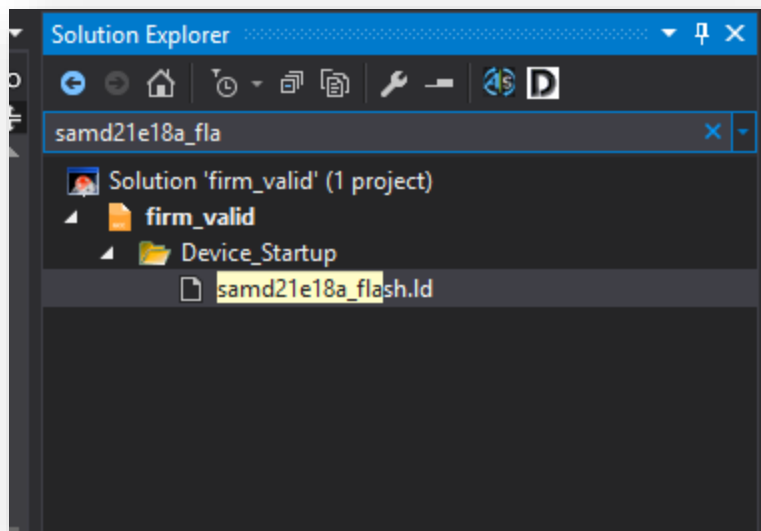 Solution Explorer
samd21e18a_fla
Solution 'firm_valid' (1 project)
firm_valid
Device_Startup
samd21e18a_flash.ld